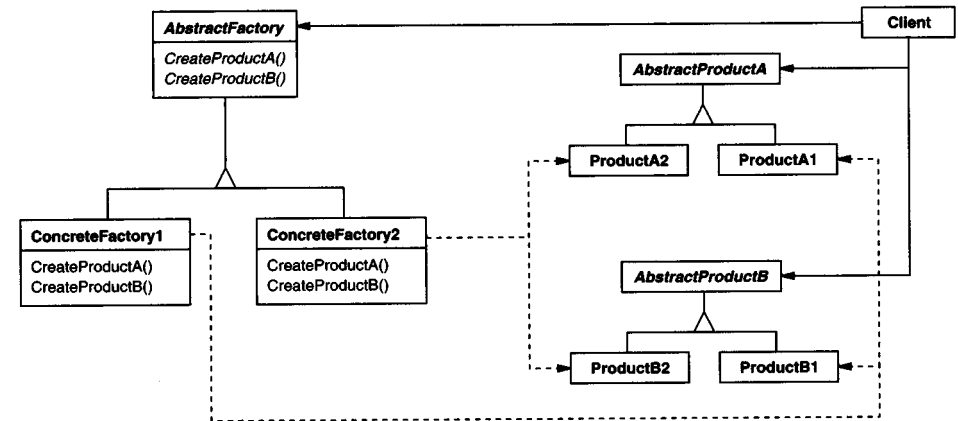 AbstractFactory
CreateProductA()
CreateProductB()
Client
AbstractProductA
ProductA2
ProductA1
ConcreteFactory1
CreateProductA()
CreateProductB()
ConcreteFactory2
CreateProductA()
CreateProductB()
AbstractProductB
ProductB2
ProductB1